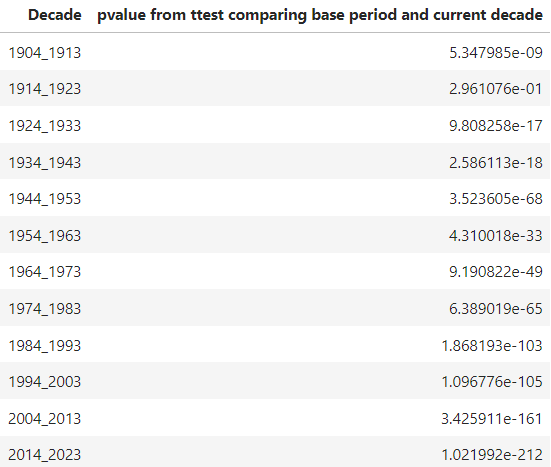 Decade pvalue from ttest comparing base period and current decade
1904_1913 5.347985e-09
1914_1923 2.961076e-01
1924_1933 9.808258e-17
1934_1943 2.586113e-18
1944_1953 3.523605e-68
1954_1963 4.310018e-33
1964_1973 9.190822e-49
1974_1983 6.389019e-65
1984_1993 1.868193e-103
1994_2003 1.096776e-105
2004_2013 3.425911e-161
2014_2023 1.021992e-212